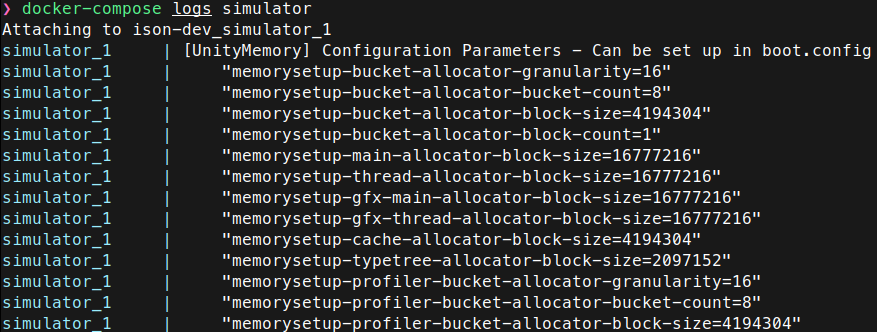 ❯ docker-compose logs simulator
Attaching to ison-dev_simulator_1
simulator_1     | [UnityMemory] Configuration Parameters - Can be set up in boot.config
simulator_1     |     "memorysetup-bucket-allocator-granularity=16"
simulator_1     |     "memorysetup-bucket-allocator-bucket-count=8"
simulator_1     |     "memorysetup-bucket-allocator-block-size=4194304"
simulator_1     |     "memorysetup-bucket-allocator-block-count=1"
simulator_1     |     "memorysetup-main-allocator-block-size=16777216"
simulator_1     |     "memorysetup-thread-allocator-block-size=16777216"
simulator_1     |     "memorysetup-gfx-main-allocator-block-size=16777216"
simulator_1     |     "memorysetup-gfx-thread-allocator-block-size=16777216"
simulator_1     |     "memorysetup-cache-allocator-block-size=4194304"
simulator_1     |     "memorysetup-typetree-allocator-block-size=2097152"
simulator_1     |     "memorysetup-profiler-bucket-allocator-granularity=16"
simulator_1     |     "memorysetup-profiler-bucket-allocator-bucket-count=8"
simulator_1     |     "memorysetup-profiler-bucket-allocator-block-size=4194304"